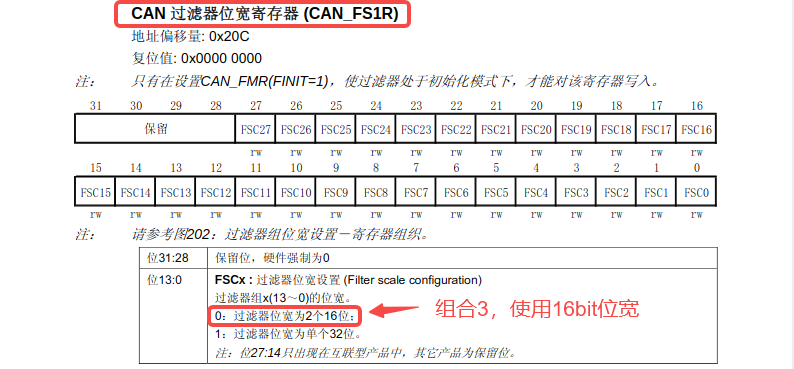 CAN 过滤器位宽寄存器 (CAN_FS1R)
地址偏移量: 0x20C
复位值: 0x0000 0000
注: 只有在设置CAN_FMR(FINIT=1)，使过滤器处于初始化模式下，才能对该寄存器写入。
31 30 29 28 27 26 25 24 23 22 21 20 19 18 17 16
保留 FSC27 FSC26 FSC25 FSC24 FSC23 FSC22 FSC21 FSC20 FSC19 FSC18 FSC17 FSC16
rw rw rw rw rw rw rw rw rw rw rw rw
15 14 13 12 11 10 9 8 7 6 5 4 3 2 1 0
FSC15 FSC14 FSC13 FSC12 FSC11 FSC10 FSC9 FSC8 FSC7 FSC6 FSC5 FSC4 FSC3 FSC2 FSC1 FSC0
rw rw rw rw rw rw rw rw rw rw rw rw rw rw rw rw
注: 请参考图202：过滤器组位宽设置－寄存器组织。
位31:28 保留位，硬件强制为0
位13:0 FSCx : 过滤器位宽设置 (Filter scale configuration)
过滤器组x(13～0)的位宽。
0：过滤器位宽为2个16位；
组合3，使用16bit位宽
1：过滤器位宽为单个32位。
注：位27:14只出现在互联型产品中，其它产品为保留位。